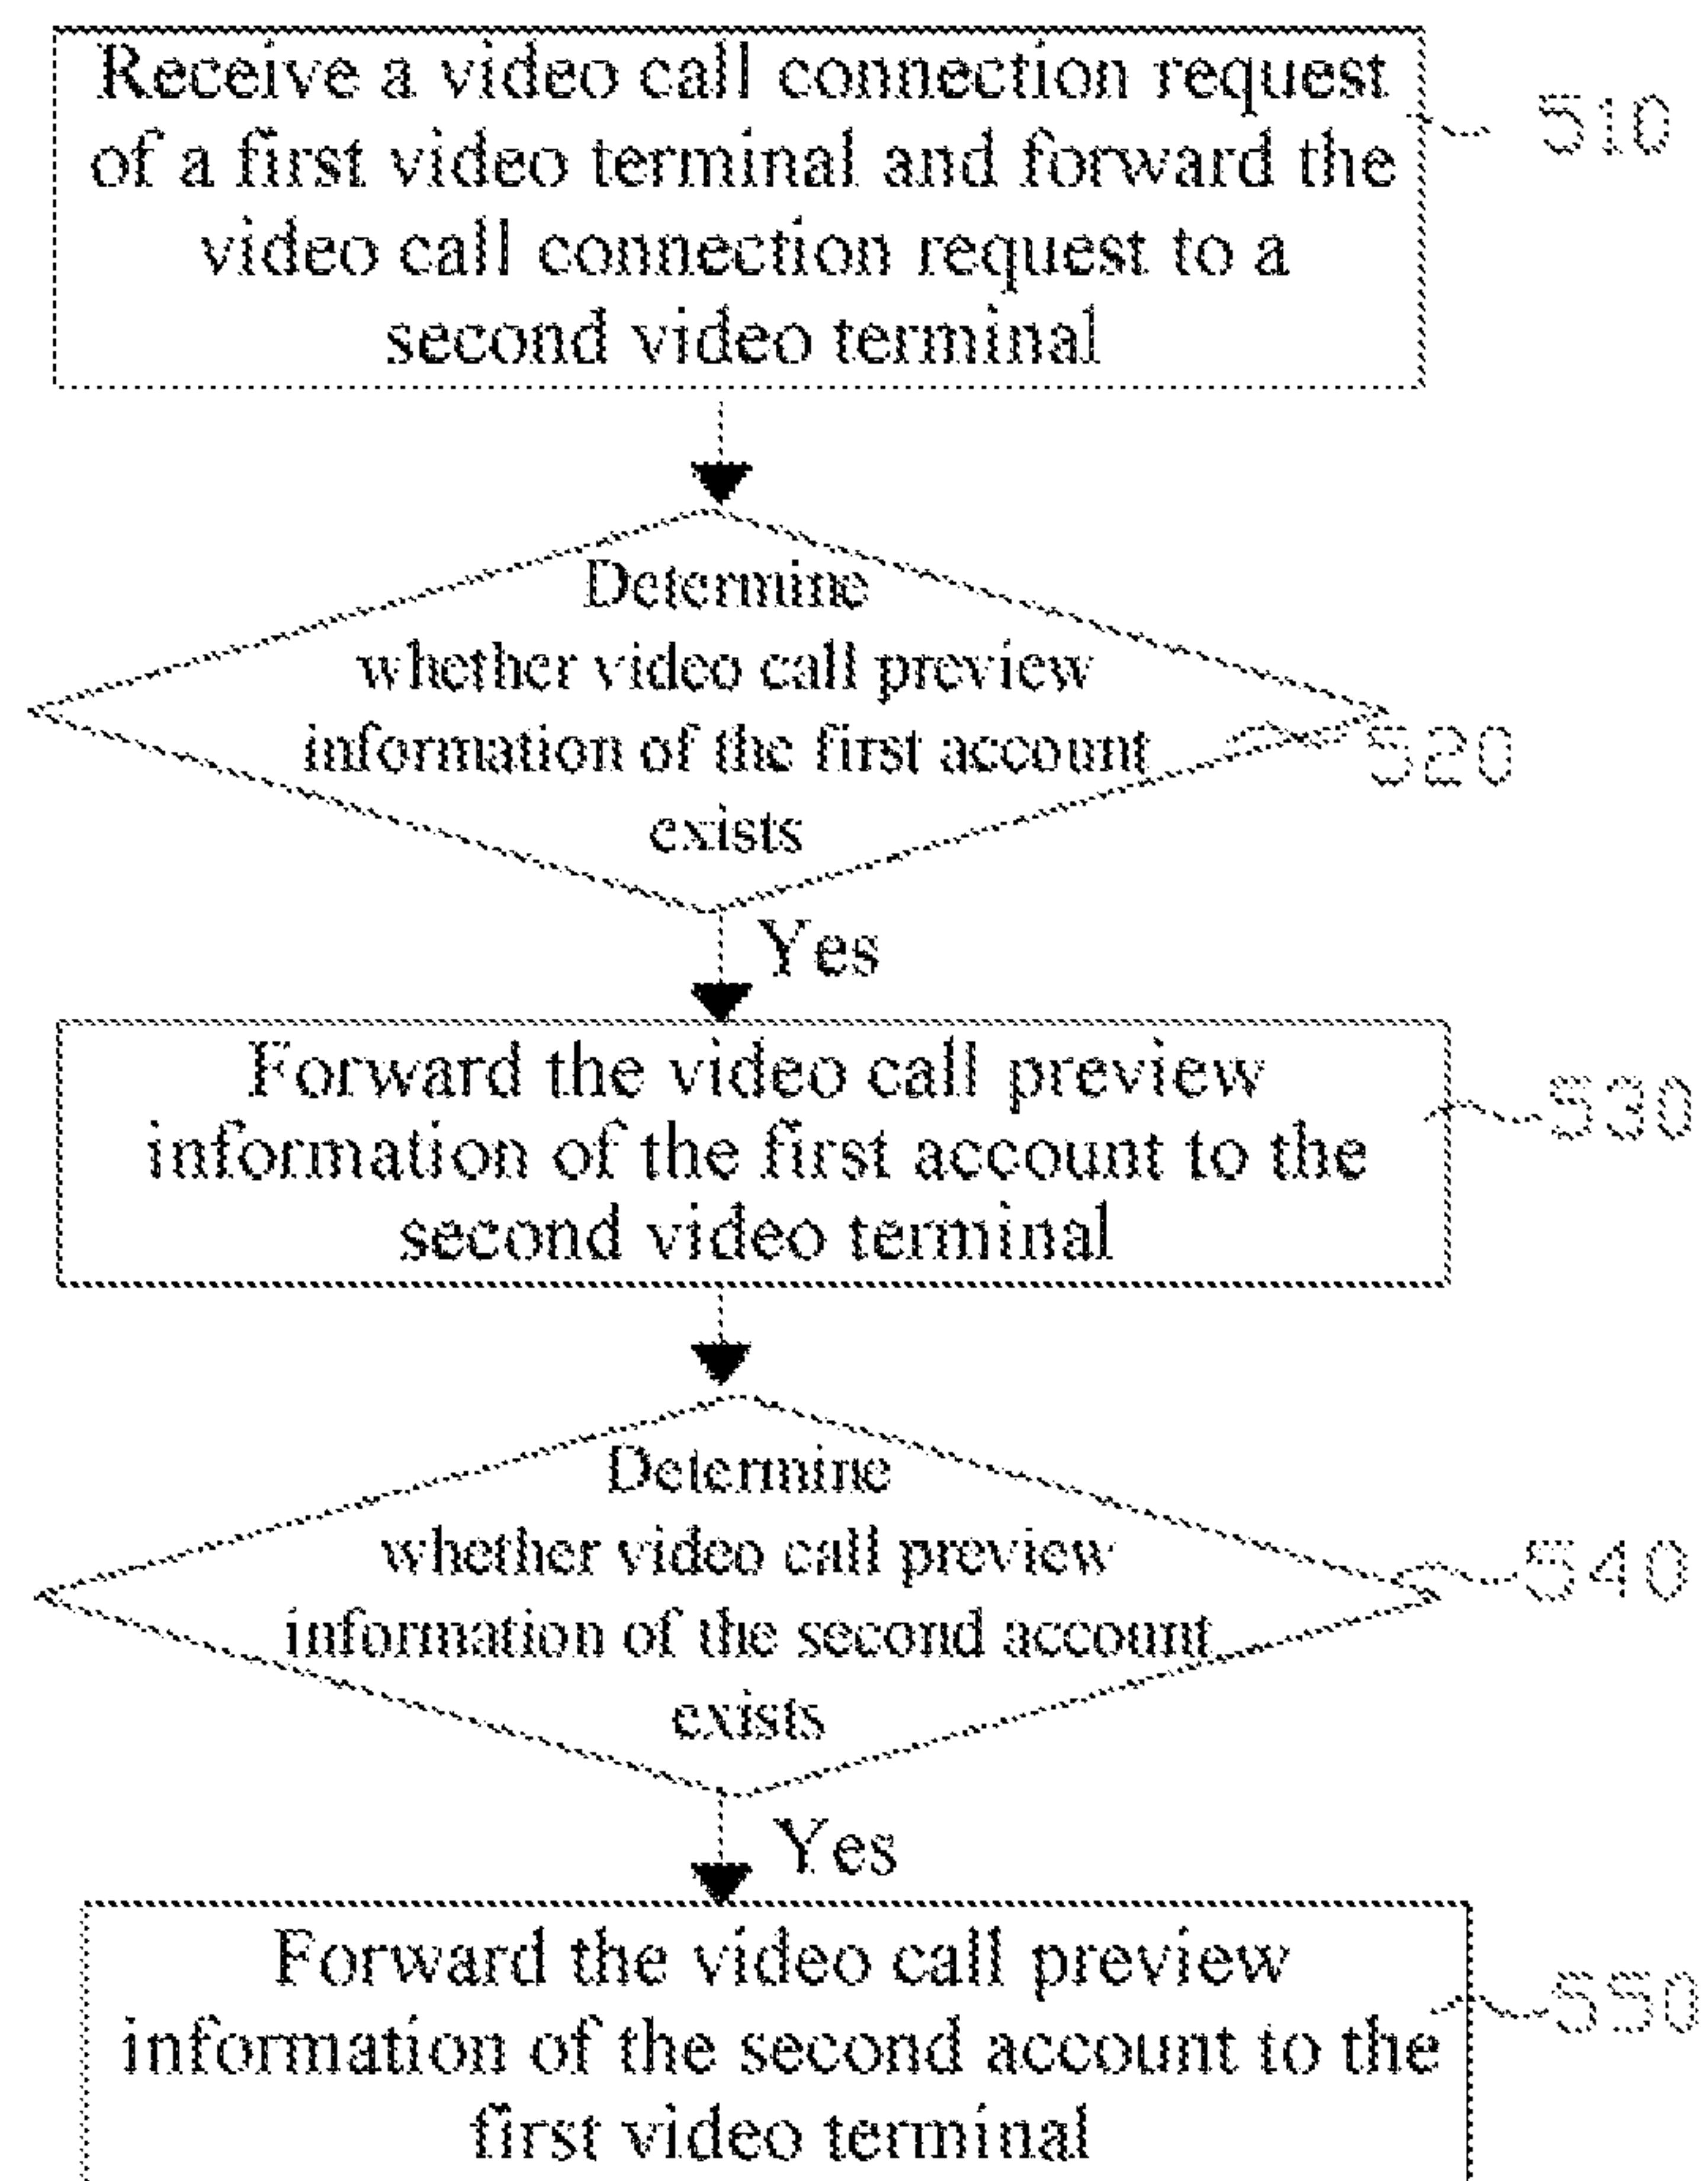 Receive a video call connection request
of a first video terminal and forward the
video call connection request to a
second video terminal
510
Determine
whether video call preview
information of the first account
exists
520
Yes
Forward the video call preview
information of the first account to the
second video terminal
530
Determine
whether video call preview
information of the second account
exists
540
Yes
Forward the video call preview
information of the second account to the
first video terminal
550